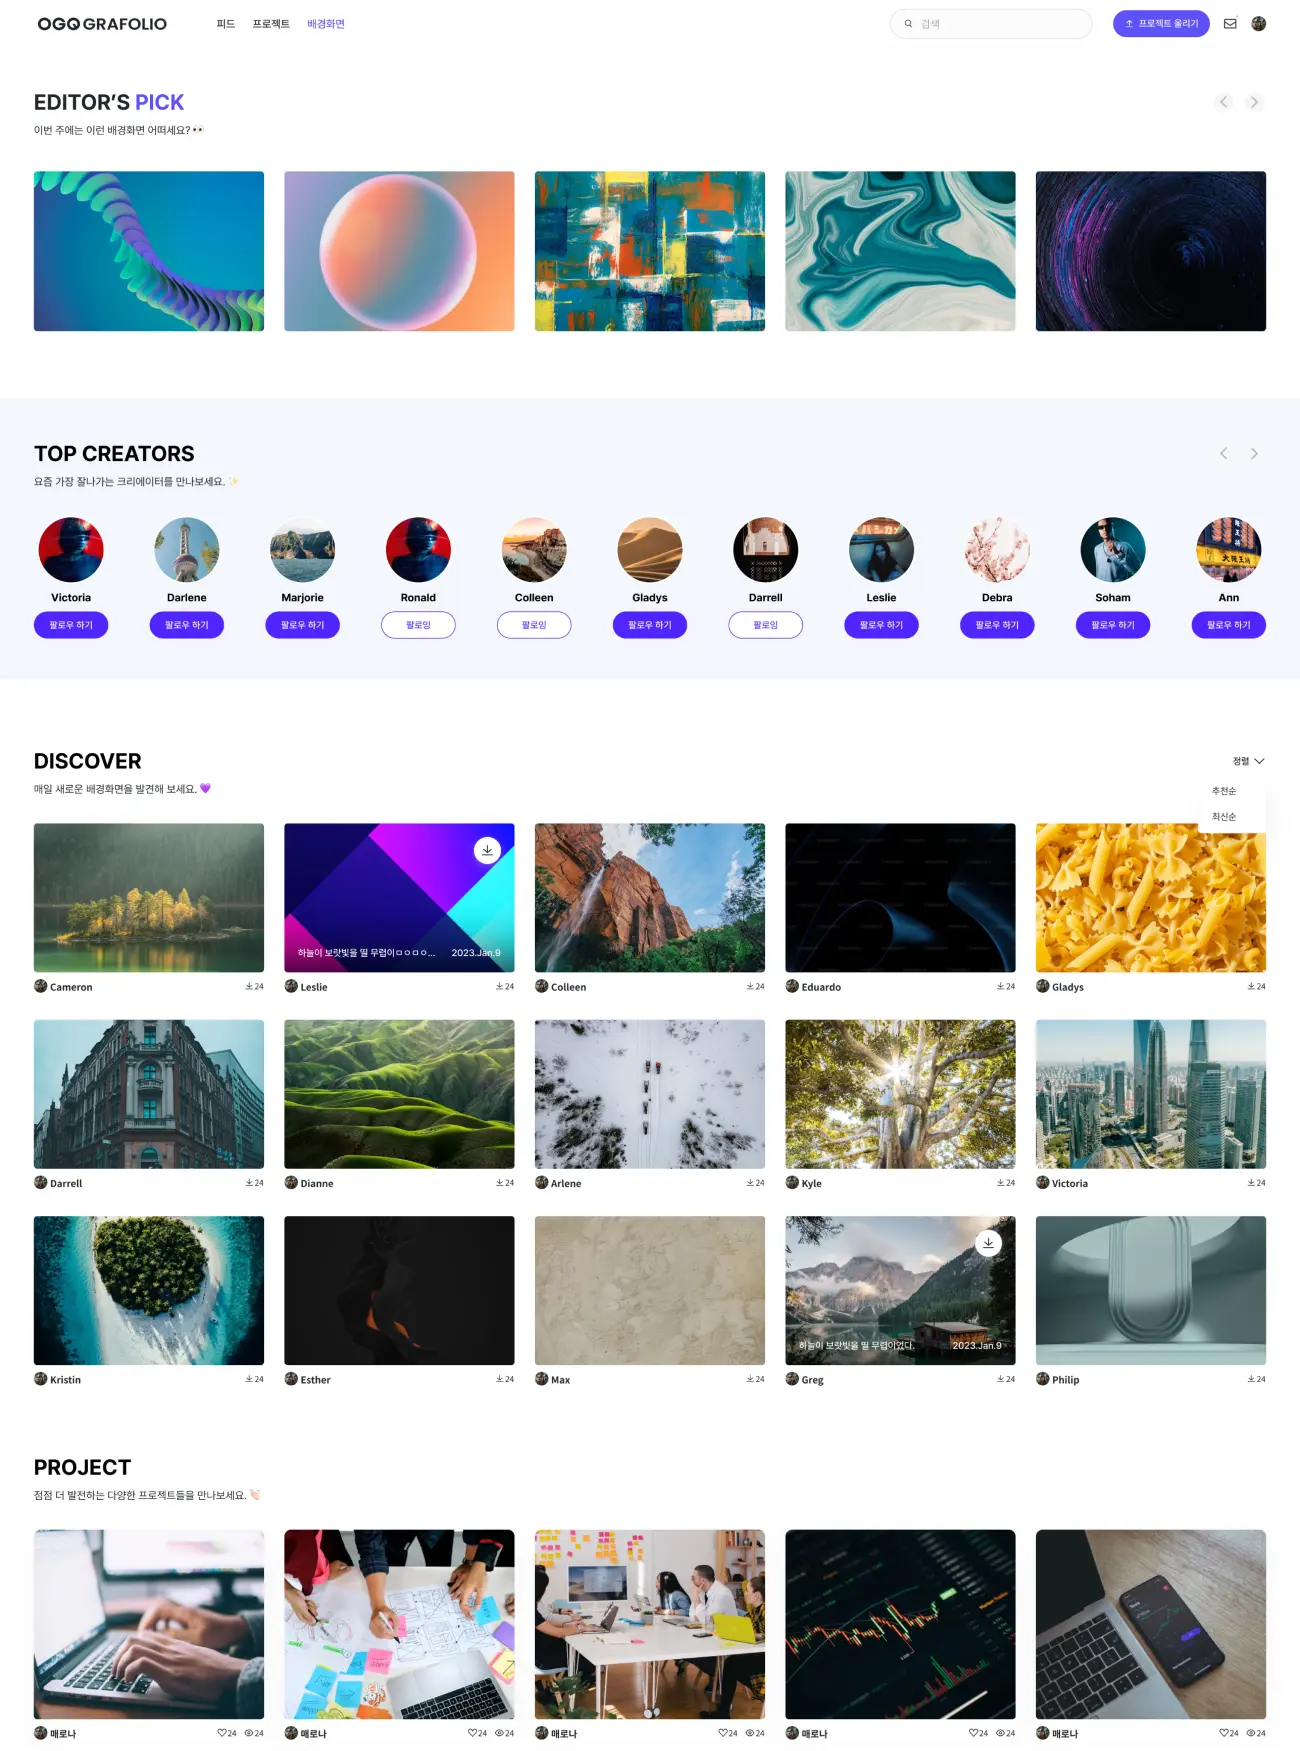 OGQ GRAFOLIO
피드
프로젝트
배경화면
검색
프로젝트 올리기
EDITOR'S PICK
이번 주에는 이런 배경화면 어떠세요? 👀
TOP CREATORS
요즘 가장 잘나가는 크리에이터를 만나보세요. ✨
Victoria
Darlene
Marjorie
Ronald
Colleen
Gladys
Darrell
Leslie
Debra
Soham
Ann
팔로우 하기
팔로우 하기
팔로우 하기
팔로잉
팔로잉
팔로우 하기
팔로잉
팔로우 하기
팔로우 하기
팔로우 하기
팔로우 하기
DISCOVER
정렬
매일 새로운 배경화면을 발견해 보세요. 💜
추천순
최신순
하늘이 보랏빛을 띨 무렵이ㅁㅇㅁㅇ...
2023.Jan.9
Cameron
24
Leslie
24
Colleen
24
Eduardo
24
Gladys
24
Darrell
24
Dianne
24
Arlene
24
Kyle
24
Victoria
24
하늘이 보랏빛을 띨 무렵이었다.
2023.Jan.9
Kristin
24
Esther
24
Max
24
Greg
24
Philip
24
PROJECT
점점 더 발전하는 다양한 프로젝트들을 만나보세요. 👏🏻
매로나
24
24
매로나
24
24
매로나
24
24
매로나
24
24
매로나
24
24